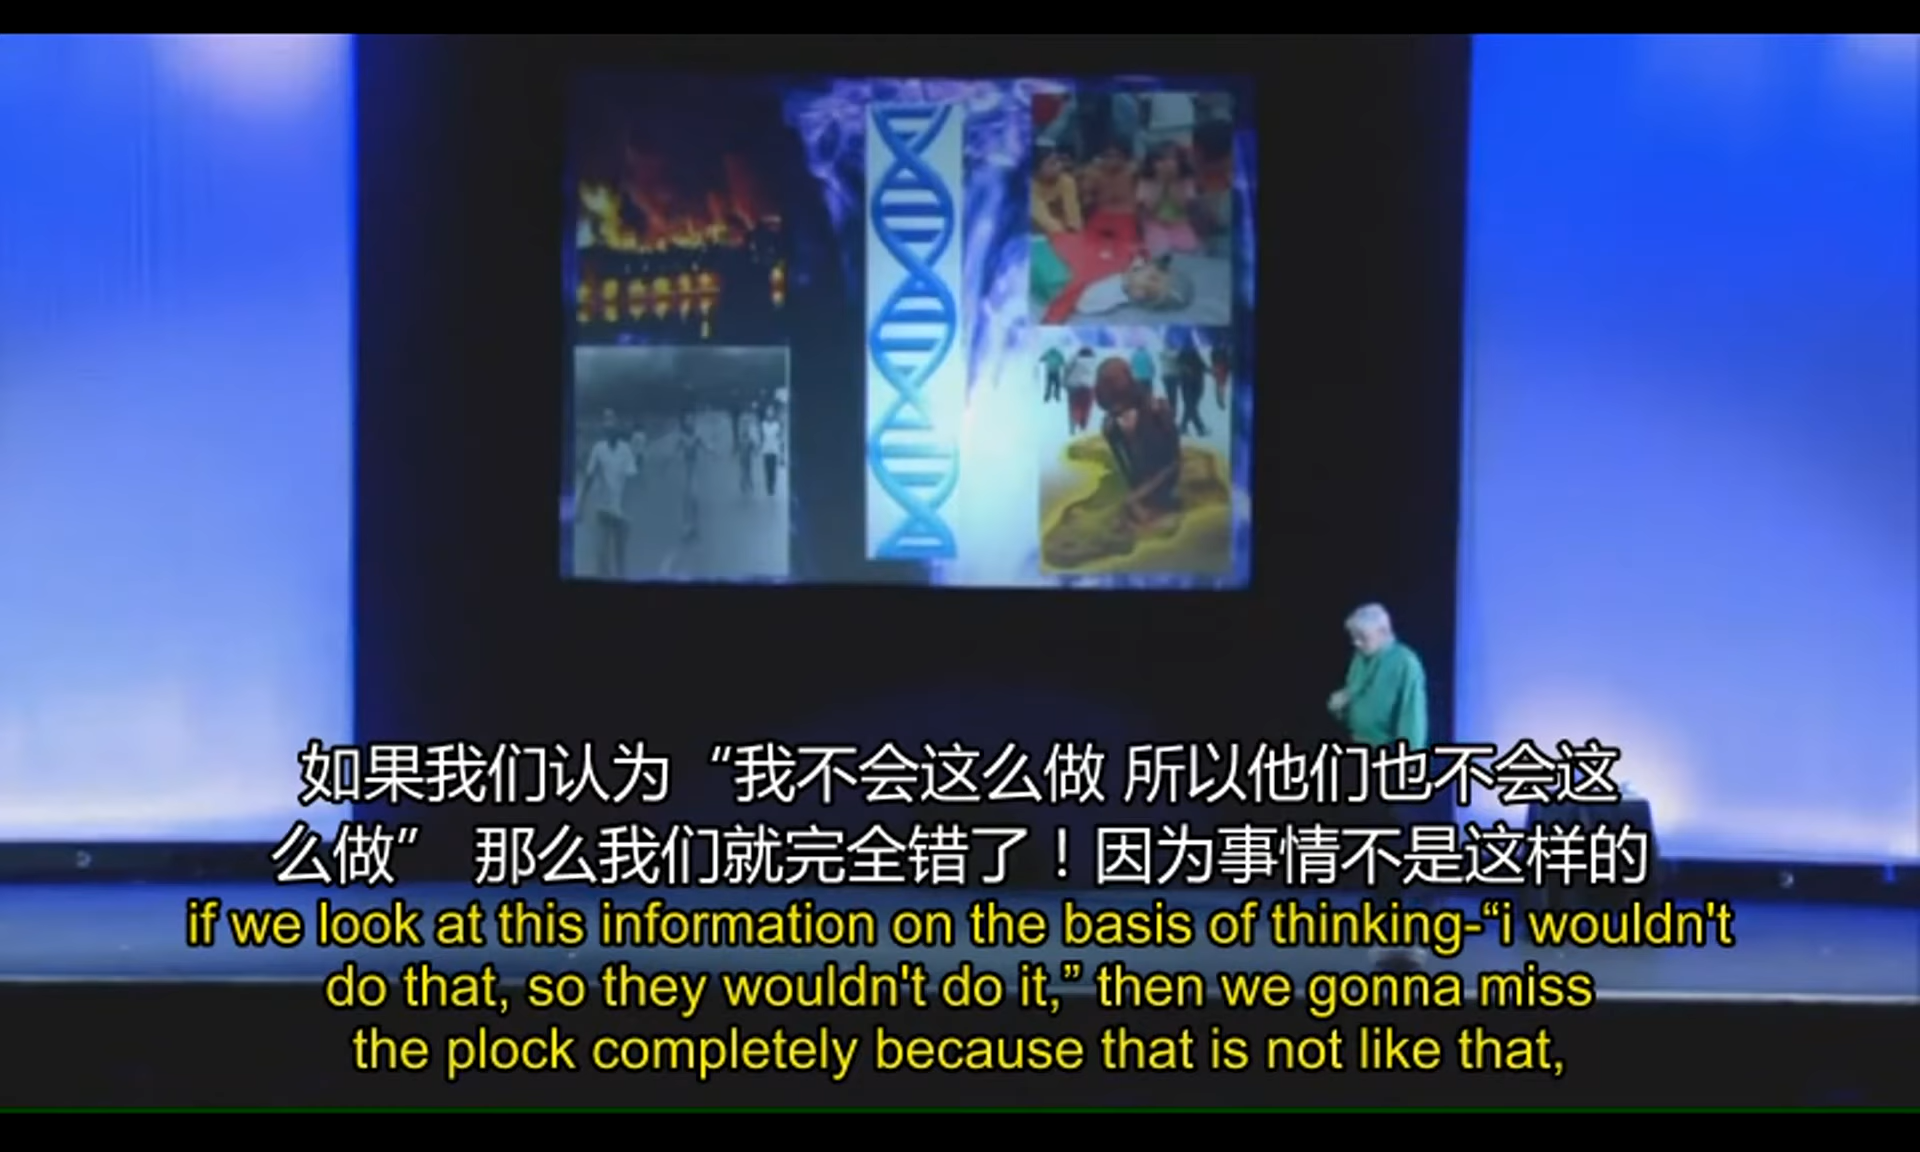 如果我们认为“我不会这么做 所以他们也不会这
么做” 那么我们就完全错了！因为事情不是这样的
if we look at this information on the basis of thinking-“i wouldn't
do that, so they wouldn't do it,” then we gonna miss
the plock completely because that is not like that,